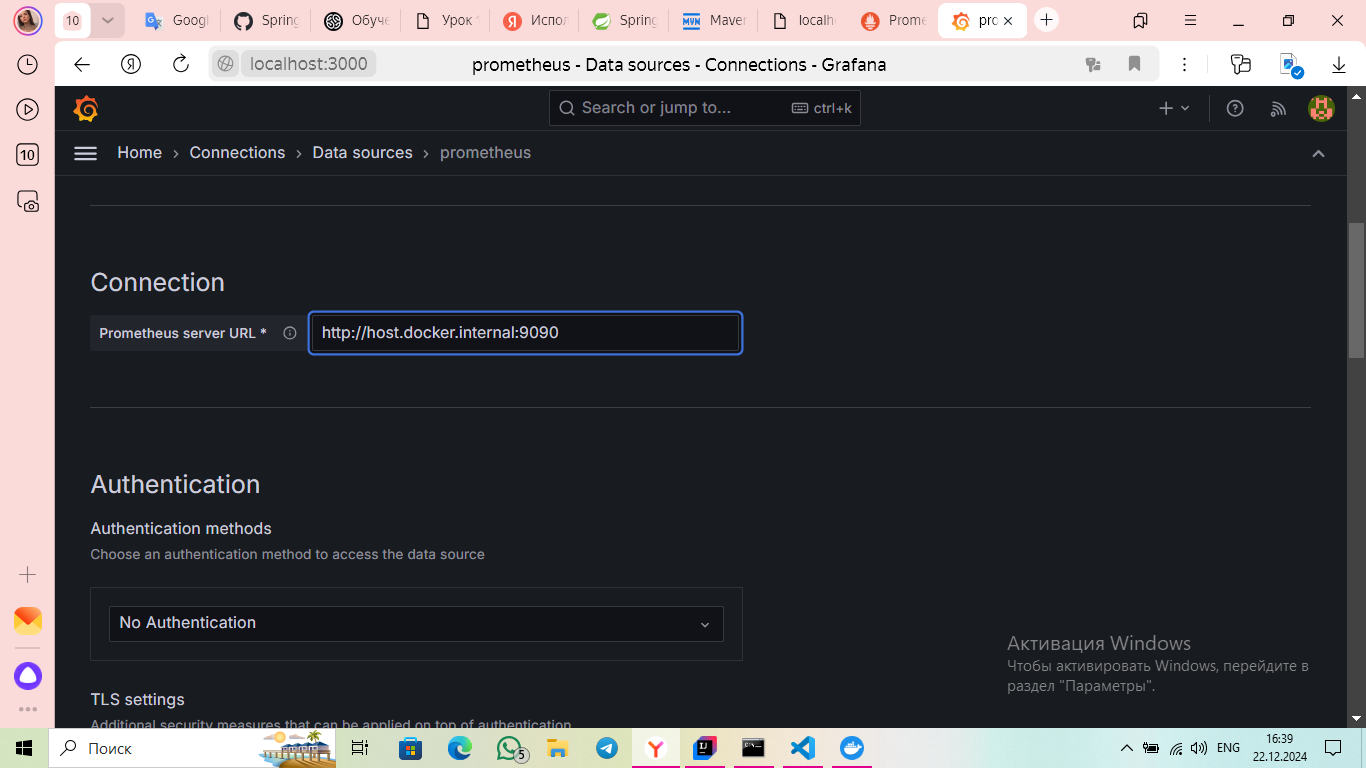 10
Googl
Spring
Обуче
Урок
Испол
Spring
Maven
localh
Prome
pro
localhost:3000
prometheus - Data sources - Connections - Grafana
10
Search or jump to...
ctrl+k
Home › Connections › Data sources › prometheus
Connection
Prometheus server URL *
http://host.docker.internal:9090
Authentication
Authentication methods
Choose an authentication method to access the data source
No Authentication
TLS settings
Additional security measures that can be applied on top of authentication
Активация Windows
Чтобы активировать Windows, перейдите в
раздел "Параметры".
Поиск
5
ENG
16:39
22.12.2024